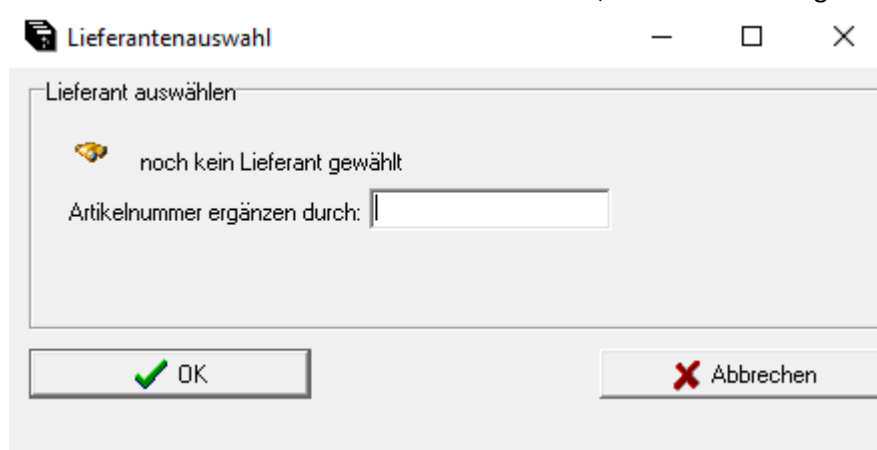 Lieferantenauswahl
Lieferant auswählen
noch kein Lieferant gewählt
Artikelnummer ergänzen durch:
OK
Abbrechen